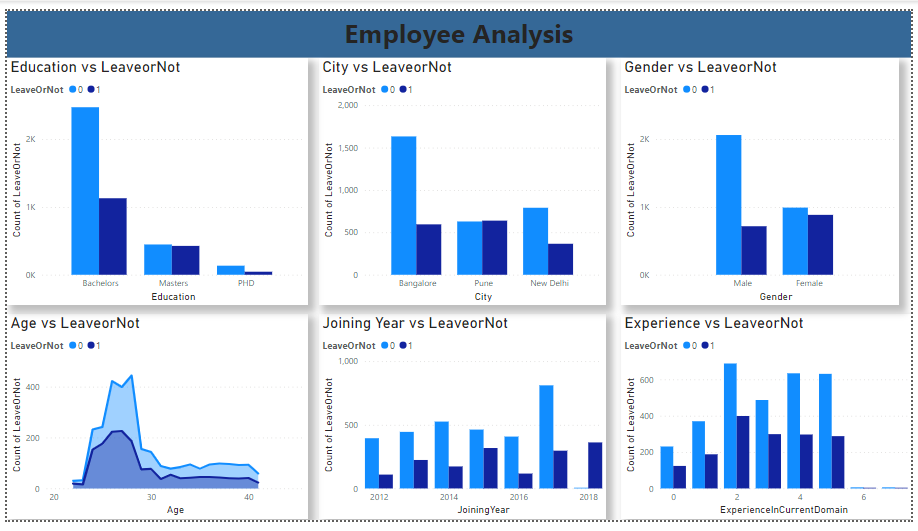 Employee Analysis
Education vs LeaveorNot
LeaveOrNot 0 1
Count of LeaveOrNot
2K
1K
0K
Bachelors Masters PHD
Education
City vs LeaveorNot
LeaveOrNot 0 1
Count of LeaveOrNot
2,000
1,500
1,000
500
0
Bangalore Pune New Delhi
City
Gender vs LeaveorNot
LeaveOrNot 0 1
Count of LeaveOrNot
2K
1K
0K
Male Female
Gender
Age vs LeaveorNot
LeaveOrNot 0 1
Count of LeaveOrNot
400
200
0
20 30 40
Age
Joining Year vs LeaveorNot
LeaveOrNot 0 1
Count of LeaveOrNot
1,000
500
0
2012 2014 2016 2018
JoiningYear
Experience vs LeaveorNot
LeaveOrNot 0 1
Count of LeaveOrNot
600
400
200
0
0 2 4 6
ExperienceInCurrentDomain